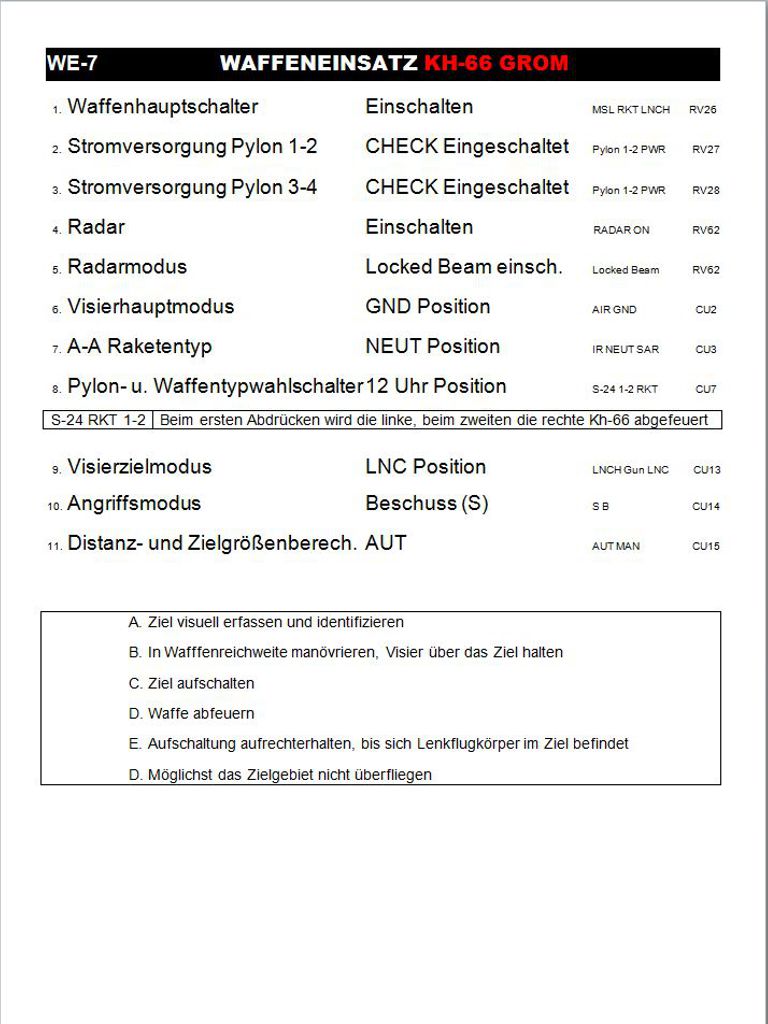 WE-7 WAFFENEINSATZ KH-66 GROM
1. Waffenhauptschalter Einschalten MSL RKT LNCH RV26
2. Stromversorgung Pylon 1-2 CHECK Eingeschaltet Pylon 1-2 PWR RV27
3. Stromversorgung Pylon 3-4 CHECK Eingeschaltet Pylon 1-2 PWR RV28
4. Radar Einschalten RADAR ON RV62
5. Radarmodus Locked Beam einsch. Locked Beam RV62
6. Visierhauptmodus GND Position AIR GND CU2
7. A-A Raketentyp NEUT Position IR NEUT SAR CU3
8. Pylon- u. Waffentypwahlschalter 12 Uhr Position S-24 1-2 RKT CU7
S-24 RKT 1-2 Beim ersten Abdrücken wird die linke, beim zweiten die rechte Kh-66 abgefeuert
9. Visierzielmodus LNC Position LNCH Gun LNC CU13
10. Angriffsmodus Beschuss (S) S B CU14
11. Distanz- und Zielgrößenberech. AUT AUT MAN CU15
A. Ziel visuell erfassen und identifizieren
B. In Wafffenreichweite manövrieren, Visier über das Ziel halten
C. Ziel aufschalten
D. Waffe abfeuern
E. Aufschaltung aufrechterhalten, bis sich Lenkflugkörper im Ziel befindet
D. Möglichst das Zielgebiet nicht überfliegen